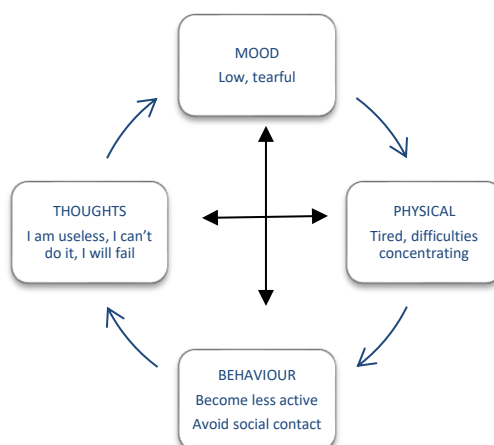 MOOD
Low, tearful
THOUGHTS
I am useless, I can’t
do it, I will fail
PHYSICAL
Tired, difficulties
concentrating
BEHAVIOUR
Become less active
Avoid social contact